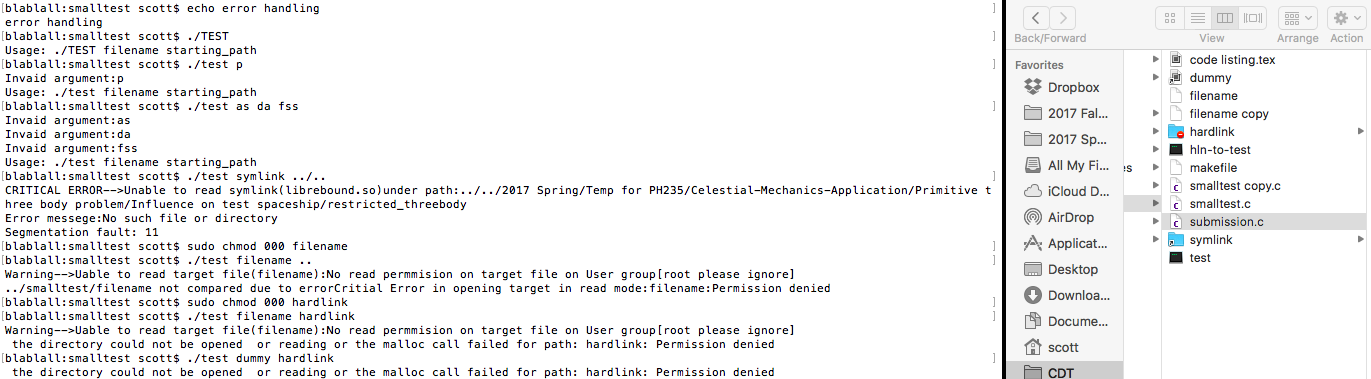 [blablall:smalltest scott$ echo error handling ]
error handling
[blablall:smalltest scott$ ./TEST ]
Usage: ./TEST filename starting_path
[blablall:smalltest scott$ ./test p ]
Invaid argument:p
Usage: ./test filename starting_path
[blablall:smalltest scott$ ./test as da fss ]
Invaid argument:as
Invaid argument:da
Invaid argument:fss
Usage: ./test filename starting_path
[blablall:smalltest scott$ ./test symlink ../.. ]
CRITICAL ERROR-->Unable to read symlink(librebound.so)under path:../../2017 Spring/Temp for PH235/Celestial-Mechanics-Application/Primitive t
hree body problem/Influence on test spaceship/restricted_threebody
Error messege:No such file or directory
Segmentation fault: 11
[blablall:smalltest scott$ sudo chmod 000 filename ]
[blablall:smalltest scott$ ./test filename .. ]
Warning-->Uable to read target file(filename):No read permmision on target file on User group[root please ignore]
../smalltest/filename not compared due to errorCritial Error in opening target in read mode:filename:Permission denied
[blablall:smalltest scott$ sudo chmod 000 hardlink ]
[blablall:smalltest scott$ ./test filename hardlink ]
Warning-->Uable to read target file(filename):No read permmision on target file on User group[root please ignore]
the directory could not be opened  or reading or the malloc call failed for path: hardlink: Permission denied
[blablall:smalltest scott$ ./test dummy hardlink ]
the directory could not be opened  or reading or the malloc call failed for path: hardlink: Permission denied
Back/Forward
View
Arrange
Action
Favorites
Dropbox
2017 Fal...
2017 Sp...
All My Fi...
iCloud D...
AirDrop
Applicat...
Desktop
Downloa...
Docume...
scott
CDT
es
code listing.tex
dummy
filename
filename copy
hardlink
hln-to-test
makefile
smalltest copy.c
smalltest.c
submission.c
symlink
test